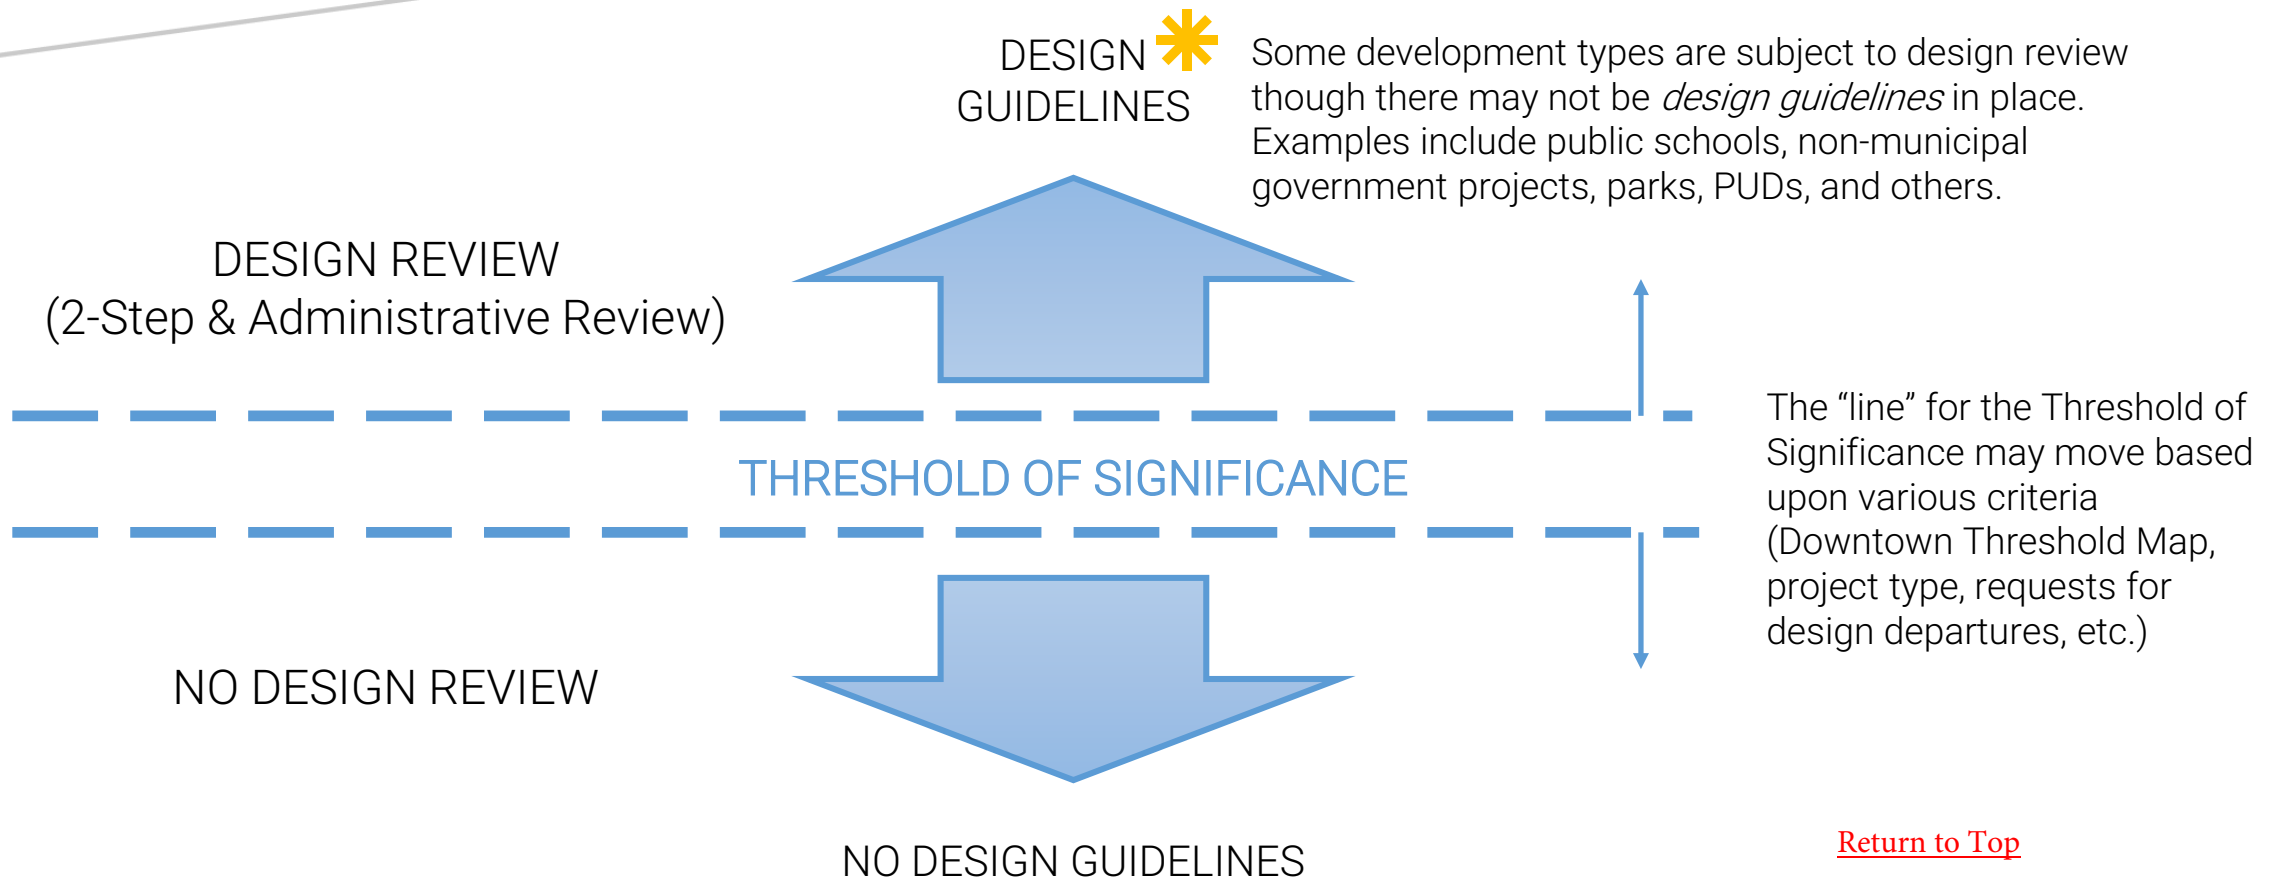 DESIGN
GUIDELINES
Some development types are subject to design review
though there may not be design guidelines in place.
Examples include public schools, non-municipal
government projects, parks, PUDs, and others.
DESIGN REVIEW
(2-Step & Administrative Review)
THRESHOLD OF SIGNIFICANCE
The “line” for the Threshold of
Significance may move based
upon various criteria
(Downtown Threshold Map,
project type, requests for
design departures, etc.)
NO DESIGN REVIEW
NO DESIGN GUIDELINES
Return to Top